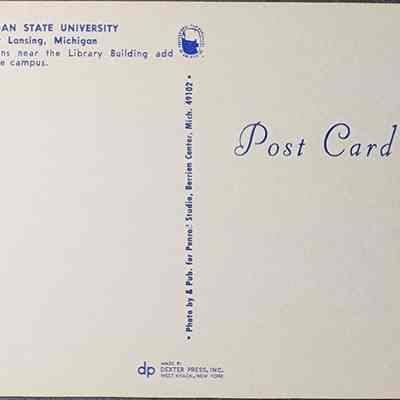 AN STATE UNIVERSITY
Lansing, Michigan
ns near the Library Building add
e campus.
• Photo by & Pub. for Penrod Studio, Berrien Center, Mich. 49102 •
Post Card
dp
MADE BY
DEXTER PRESS, INC.
WEST NYACK, NEW YORK